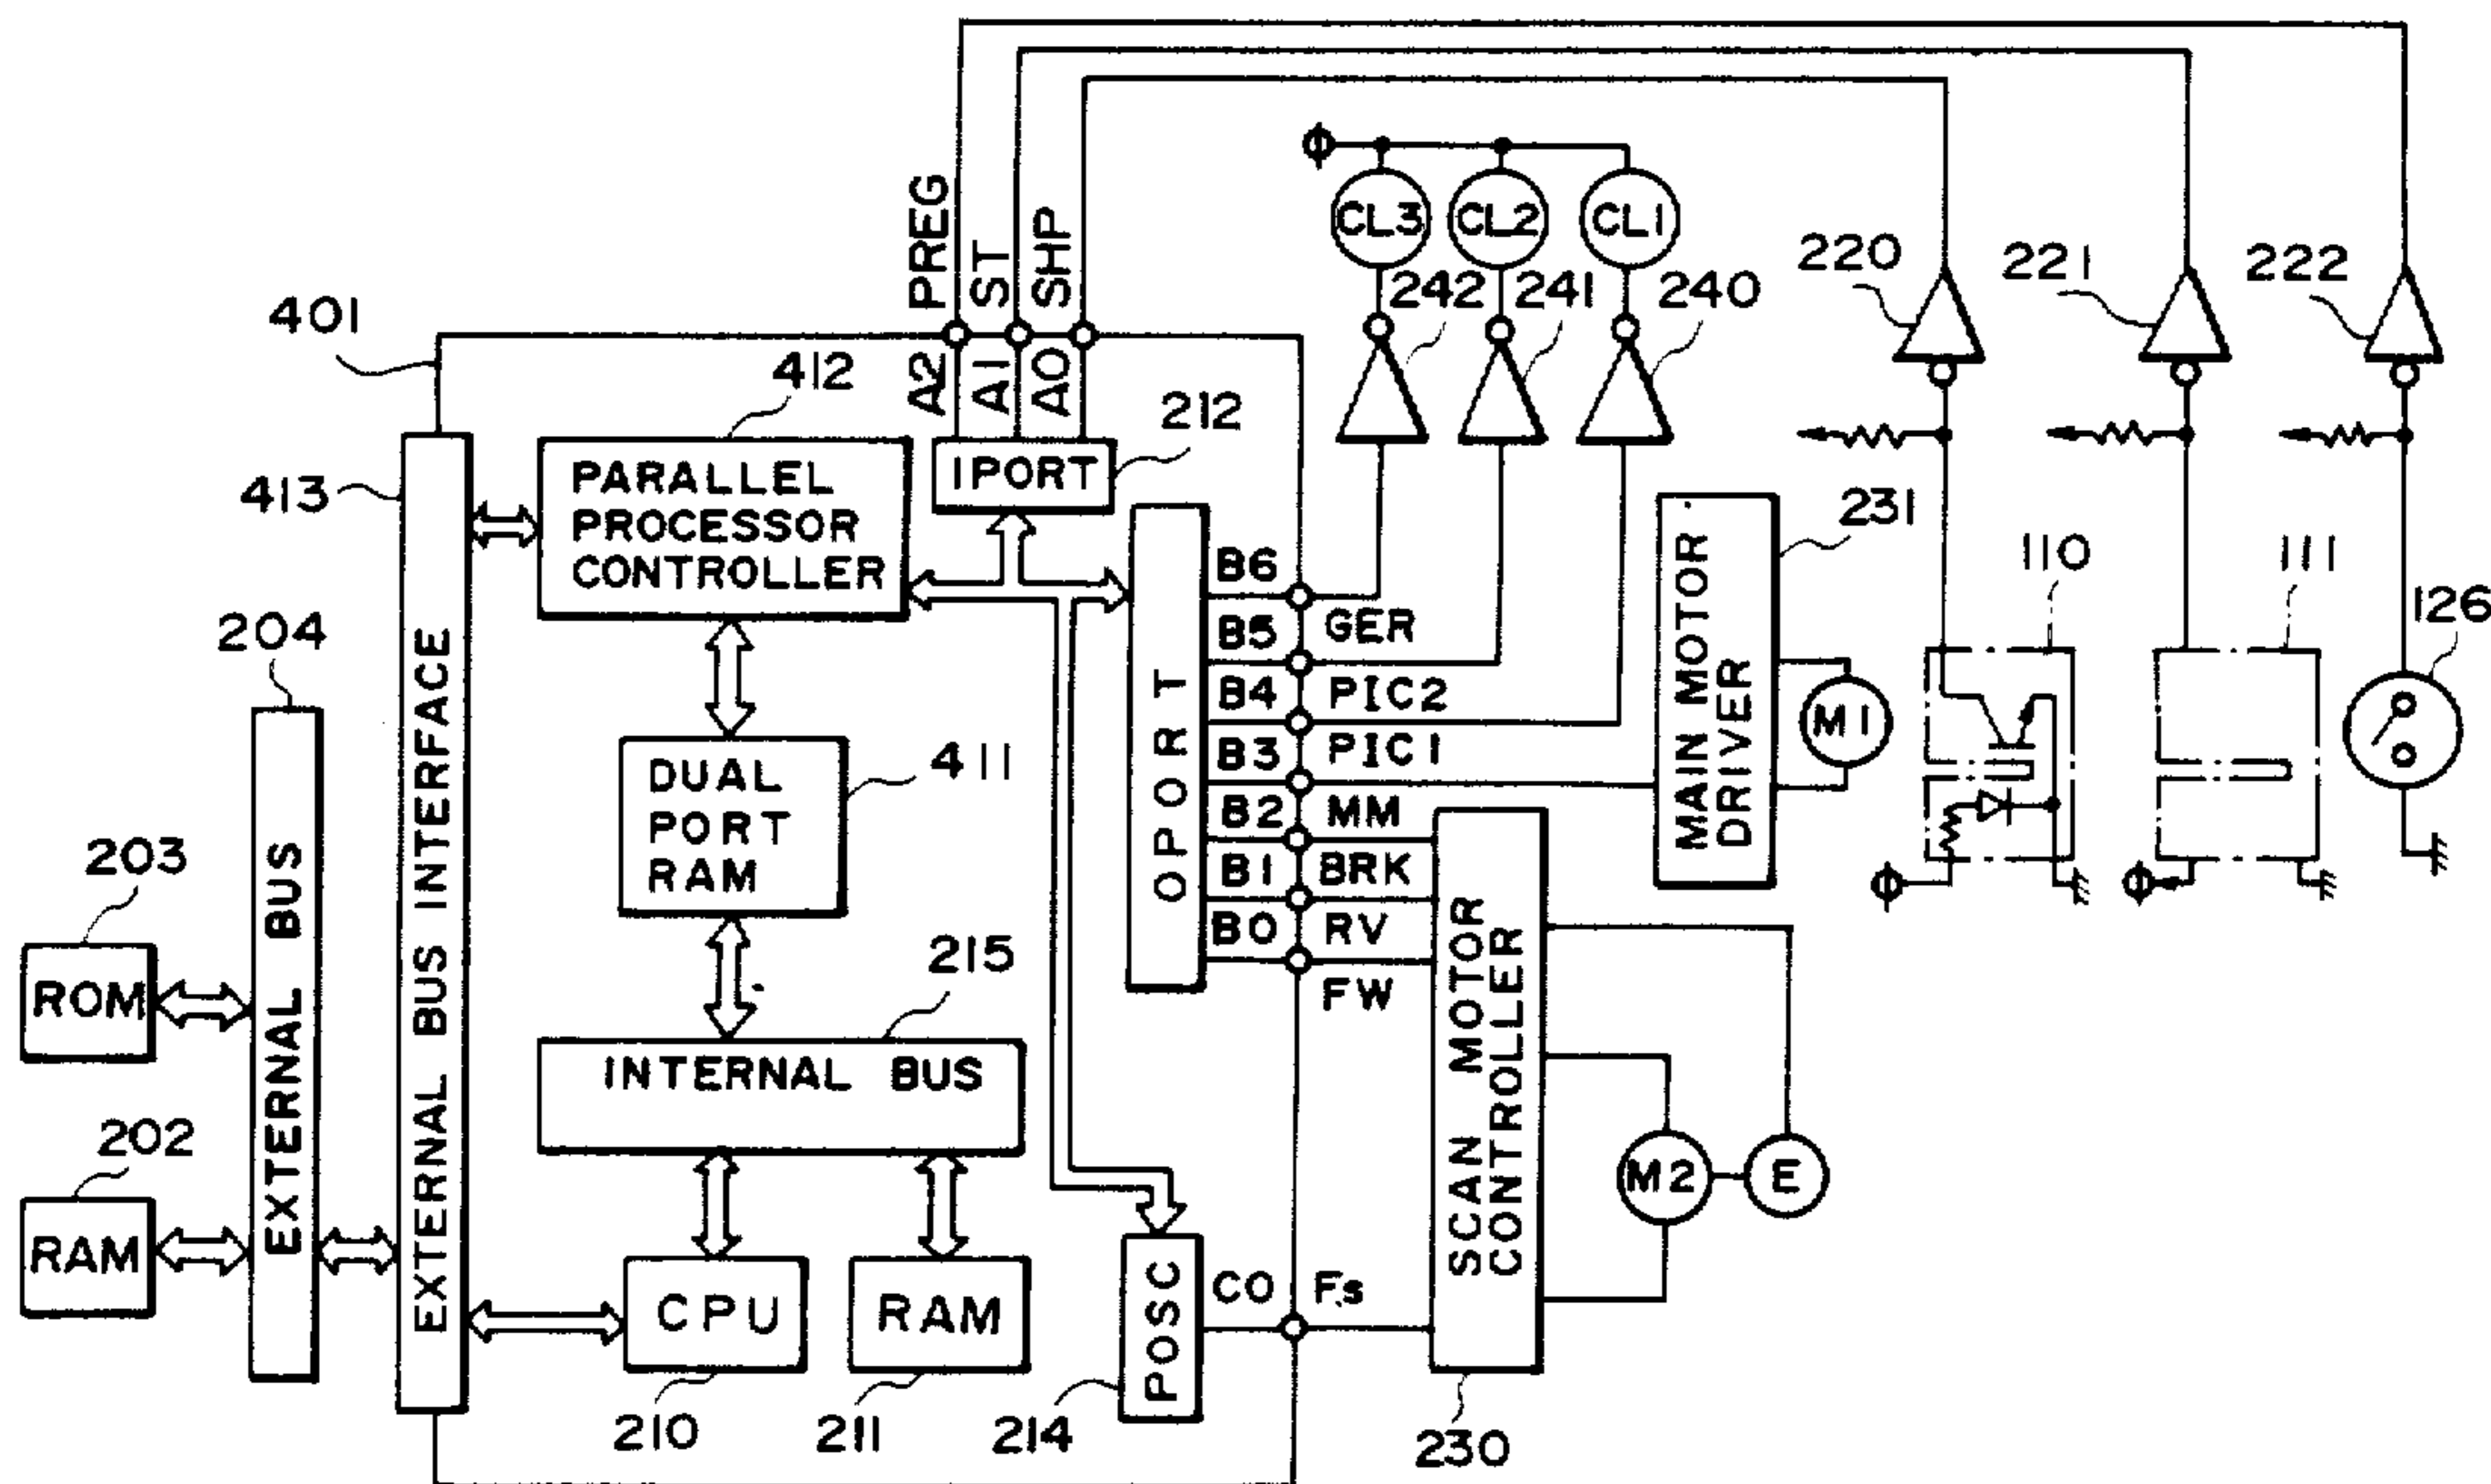 PREG
ST
SHP
A2
A1
A0
401
412
413
PARALLEL
PROCESSOR
CONTROLLER
IPORT
212
CL3
CL2
CL1
242
241
240
220
221
222
231
110
111
126
204
EXTERNAL BUS INTERFACE
EXTERNAL BUS
DUAL
PORT
RAM
411
OPORT
B6
B5
B4
B3
B2
B1
B0
GER
PIC2
PIC1
MM
BRK
RV
FW
MAIN MOTOR
DRIVER
M1
203
ROM
202
RAM
215
INTERNAL BUS
CPU
210
RAM
211
214
POSC
CO
Fs
SCAN MOTOR
CONTROLLER
230
M2
E